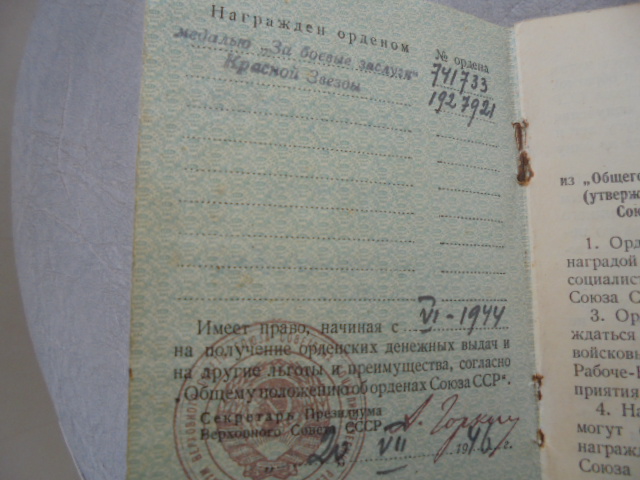 Награжден орденом
№ ордена
медалью „За боевые заслуги“ 741733
Красной Звезды 1927921
Имеет право, начиная с VI - 1944
на получение орденских денежных выдач и
на другие льготы и преимущества, согласно
„Общему положению об орденах Союза ССР“.
Секретарь Президиума
Верховного Совета СССР А. Горкин
VII 1946 г.
из „Общего
(утверж
Сою
1. Орд
наградой
социалист
Союза С
3. Ор
ждаться
войсковы
Рабоче-К
приятия
4. На
могут
награжд
Союза